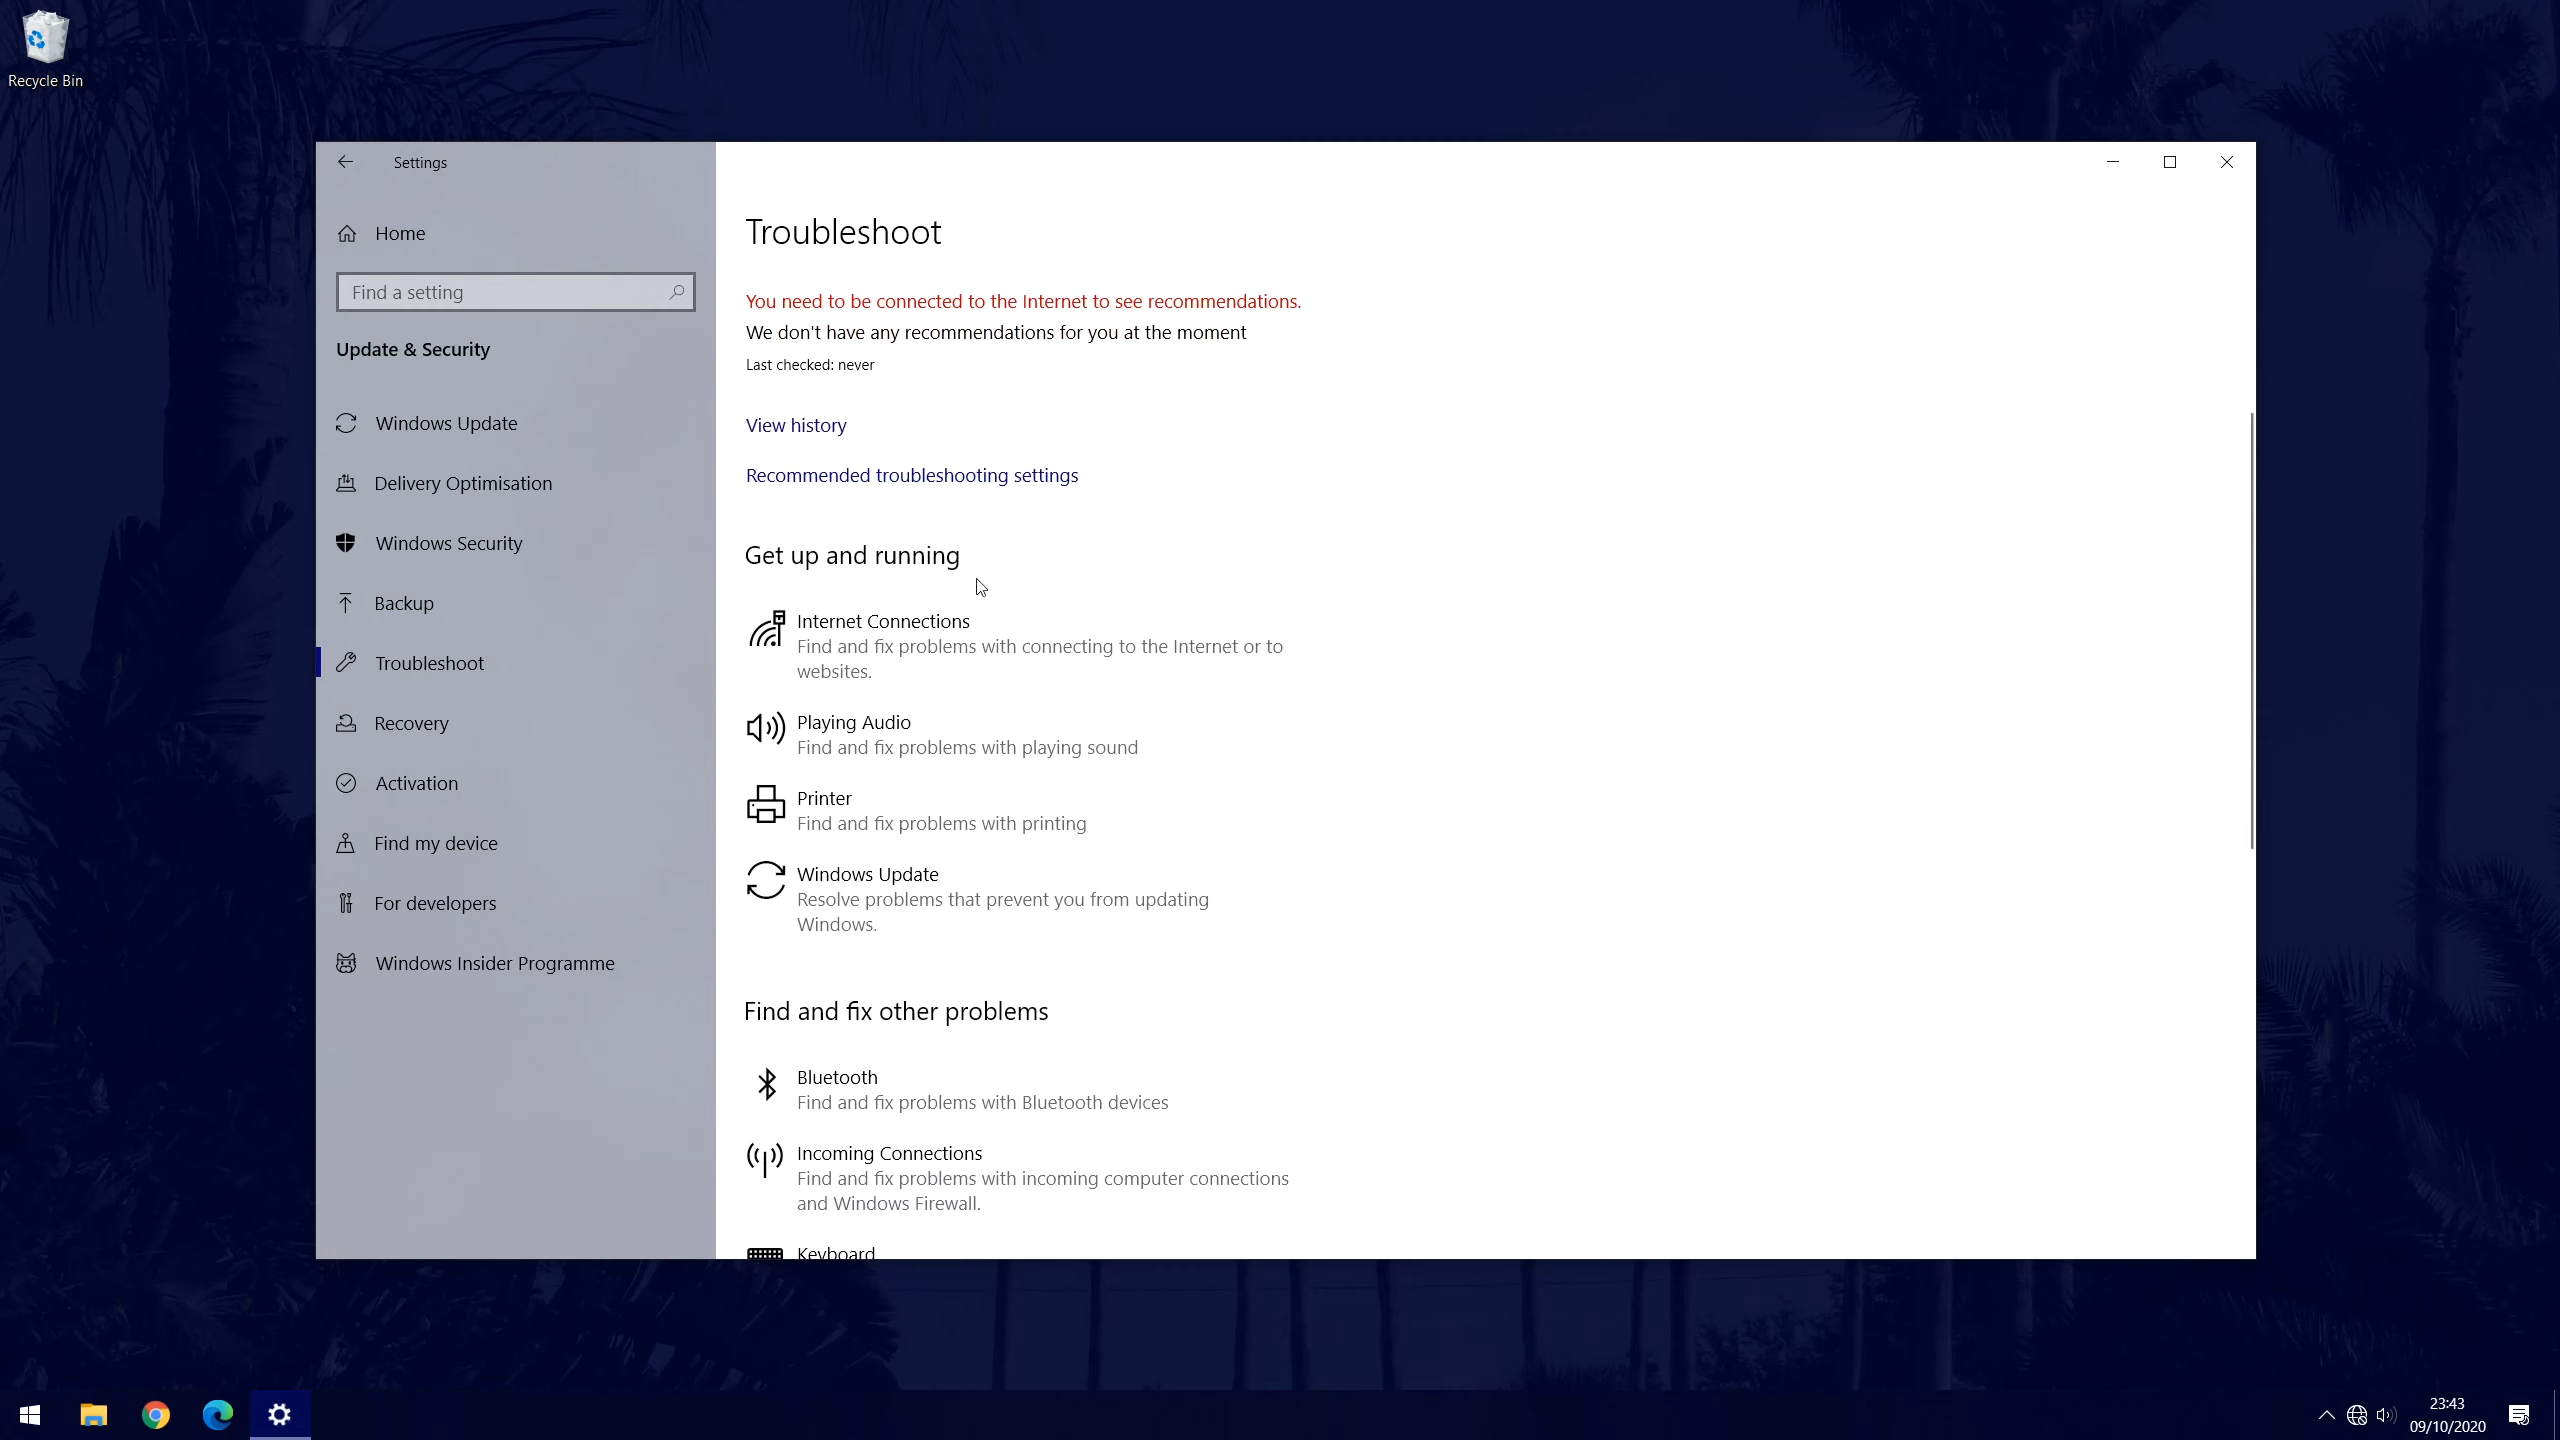 Recycle Bin
Settings
Home
Find a setting
Update & Security
Windows Update
Delivery Optimisation
Windows Security
Backup
Troubleshoot
Recovery
Activation
Find my device
For developers
Windows Insider Programme
Troubleshoot
You need to be connected to the Internet to see recommendations.
We don't have any recommendations for you at the moment
Last checked: never
View history
Recommended troubleshooting settings
Get up and running
Internet Connections
Find and fix problems with connecting to the Internet or to
websites.
Playing Audio
Find and fix problems with playing sound
Printer
Find and fix problems with printing
Windows Update
Resolve problems that prevent you from updating
Windows.
Find and fix other problems
Bluetooth
Find and fix problems with Bluetooth devices
Incoming Connections
Find and fix problems with incoming computer connections
and Windows Firewall.
Keyboard
23:43
09/10/2020